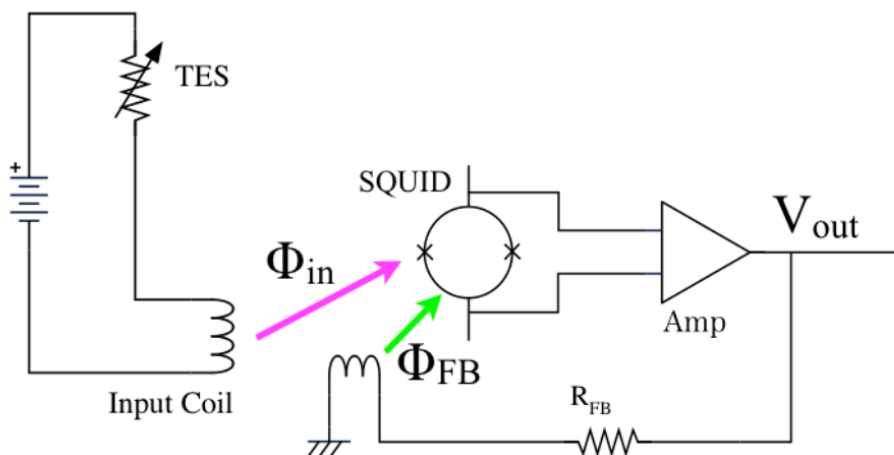 TES
+
SQUID
Φin
Vout
Amp
ΦFB
Input Coil
RFB